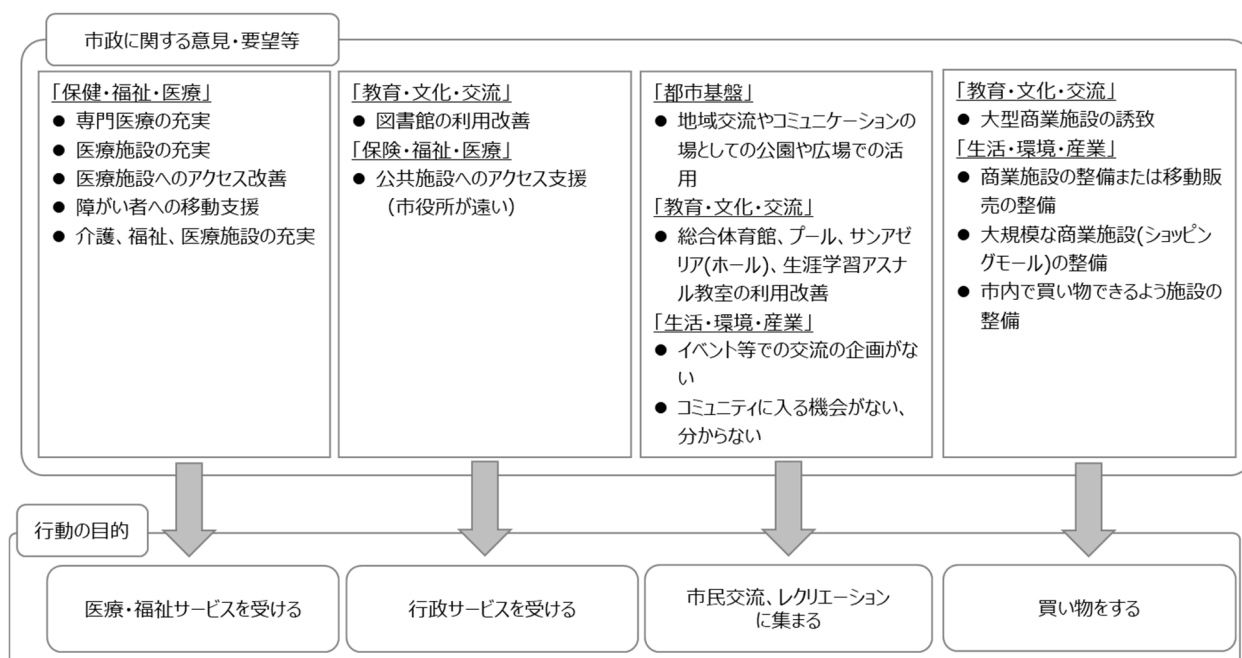 市政に関する意見・要望等
「保健・福祉・医療」
● 専門医療の充実
● 医療施設の充実
● 医療施設へのアクセス改善
● 障がい者への移動支援
● 介護、福祉、医療施設の充実
「教育・文化・交流」
● 図書館の利用改善
「保険・福祉・医療」
● 公共施設へのアクセス支援
（市役所が遠い）
「都市基盤」
● 地域交流やコミュニケーションの
場としての公園や広場での活
用
「教育・文化・交流」
● 総合体育館、プール、サンアゼ
リア(ホール)、生涯学習アスナ
ル教室の利用改善
「生活・環境・産業」
● イベント等での交流の企画がな
い
● コミュニティに入る機会がない、
分からない
「教育・文化・交流」
● 大型商業施設の誘致
「生活・環境・産業」
● 商業施設の整備または移動販
売の整備
● 大規模な商業施設(ショッピン
グモール)の整備
● 市内で買い物できるよう施設の
整備
行動の目的
医療・福祉サービスを受ける
行政サービスを受ける
市民交流、レクリエーション
に集まる
買い物をする